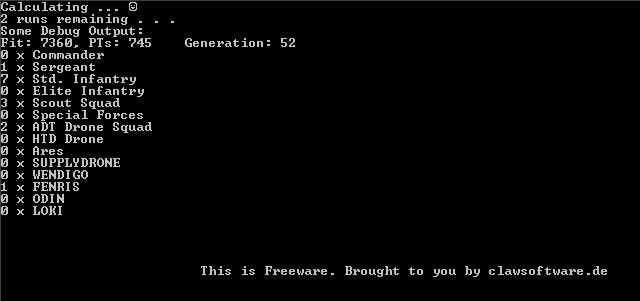 Calculating ... ☺
2 runs remaining . . .
Some Debug Output:
Fit: 7360, PTs: 745    Generation: 52
0 x Commander
1 x Sergeant
7 x Std. Infantry
0 x Elite Infantry
3 x Scout Squad
0 x Special Forces
2 x ADT Drone Squad
0 x HTD Drone
0 x Ares
0 x SUPPLYDRONE
0 x WENDIGO
1 x FENRIS
0 x ODIN
0 x LOKI
This is Freeware. Brought to you by clawsoftware.de